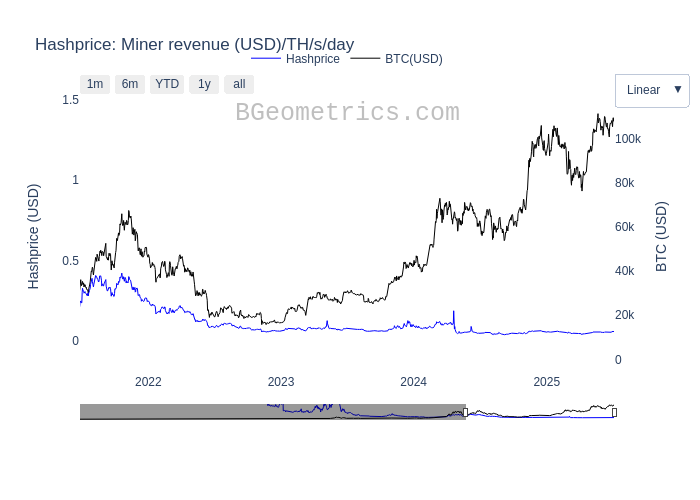 Hashprice: Miner revenue (USD)/TH/s/day
Hashprice BTC(USD)
1m 6m YTD 1y all
Linear ▼
BGeometrics.com
1.5
1
0.5
0
Hashprice (USD)
100k
80k
60k
40k
20k
0
BTC (USD)
2022 2023 2024 2025